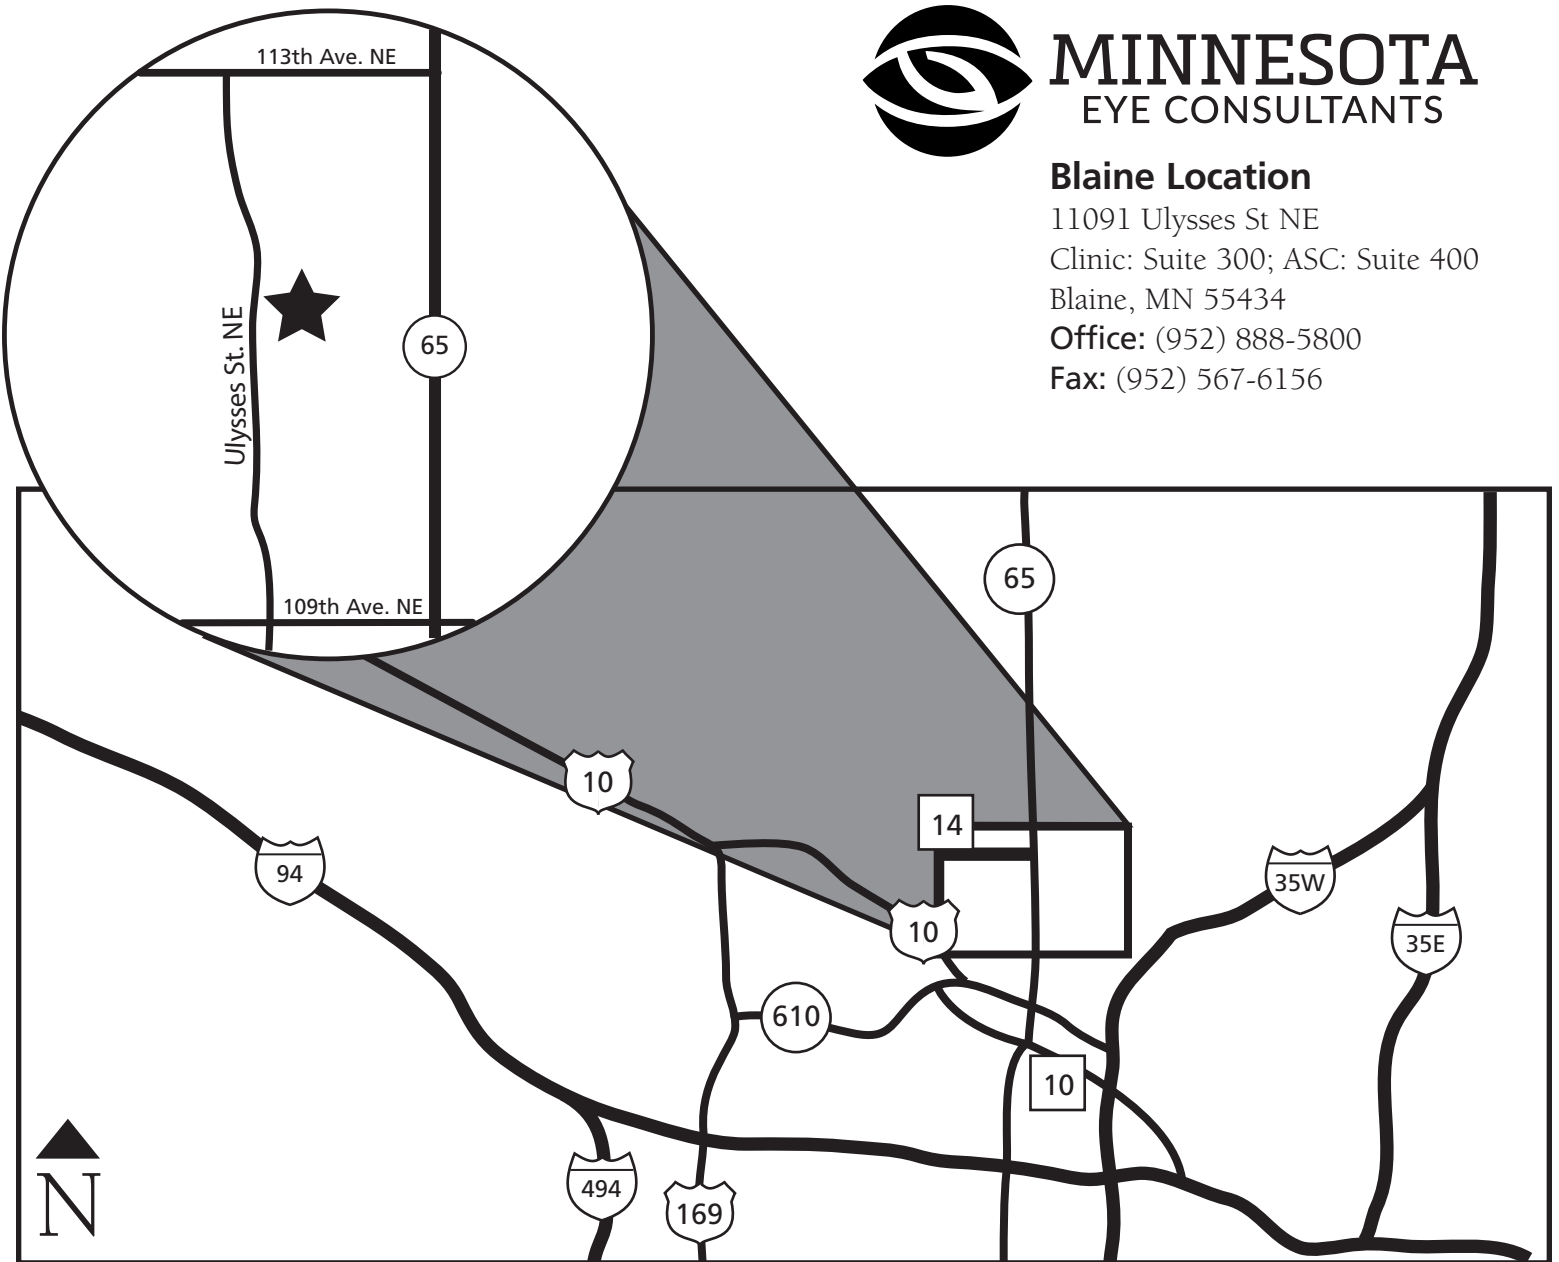 MINNESOTA
EYE CONSULTANTS
Blaine Location
11091 Ulysses St NE
Clinic: Suite 300; ASC: Suite 400
Blaine, MN 55434
Office: (952) 888-5800
Fax: (952) 567-6156
113th Ave. NE
Ulysses St. NE
65
109th Ave. NE
65
10
14
94
35W
10
35E
610
10
494
169
N